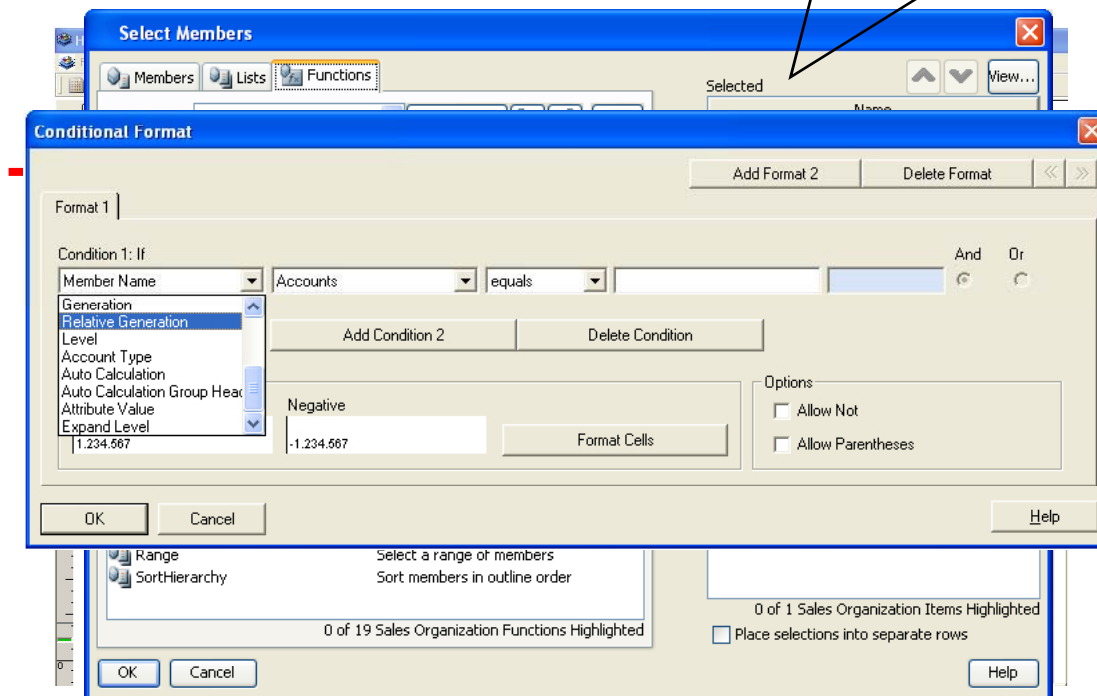 Select Members
Members Lists Functions
Selected
View...
Name
Conditional Format
Add Format 2 Delete Format << >>
Format 1
Condition 1: If And Or
Member Name Accounts equals
Generation
Relative Generation
Level
Account Type
Auto Calculation
Auto Calculation Group Head
Attribute Value
Expand Level
Add Condition 2 Delete Condition
Negative
1.234.567 -1.234.567
Format Cells
Options
Allow Not
Allow Parentheses
OK Cancel Help
Range Select a range of members
SortHierarchy Sort members in outline order
0 of 19 Sales Organization Functions Highlighted
0 of 1 Sales Organization Items Highlighted
Place selections into separate rows
OK Cancel Help